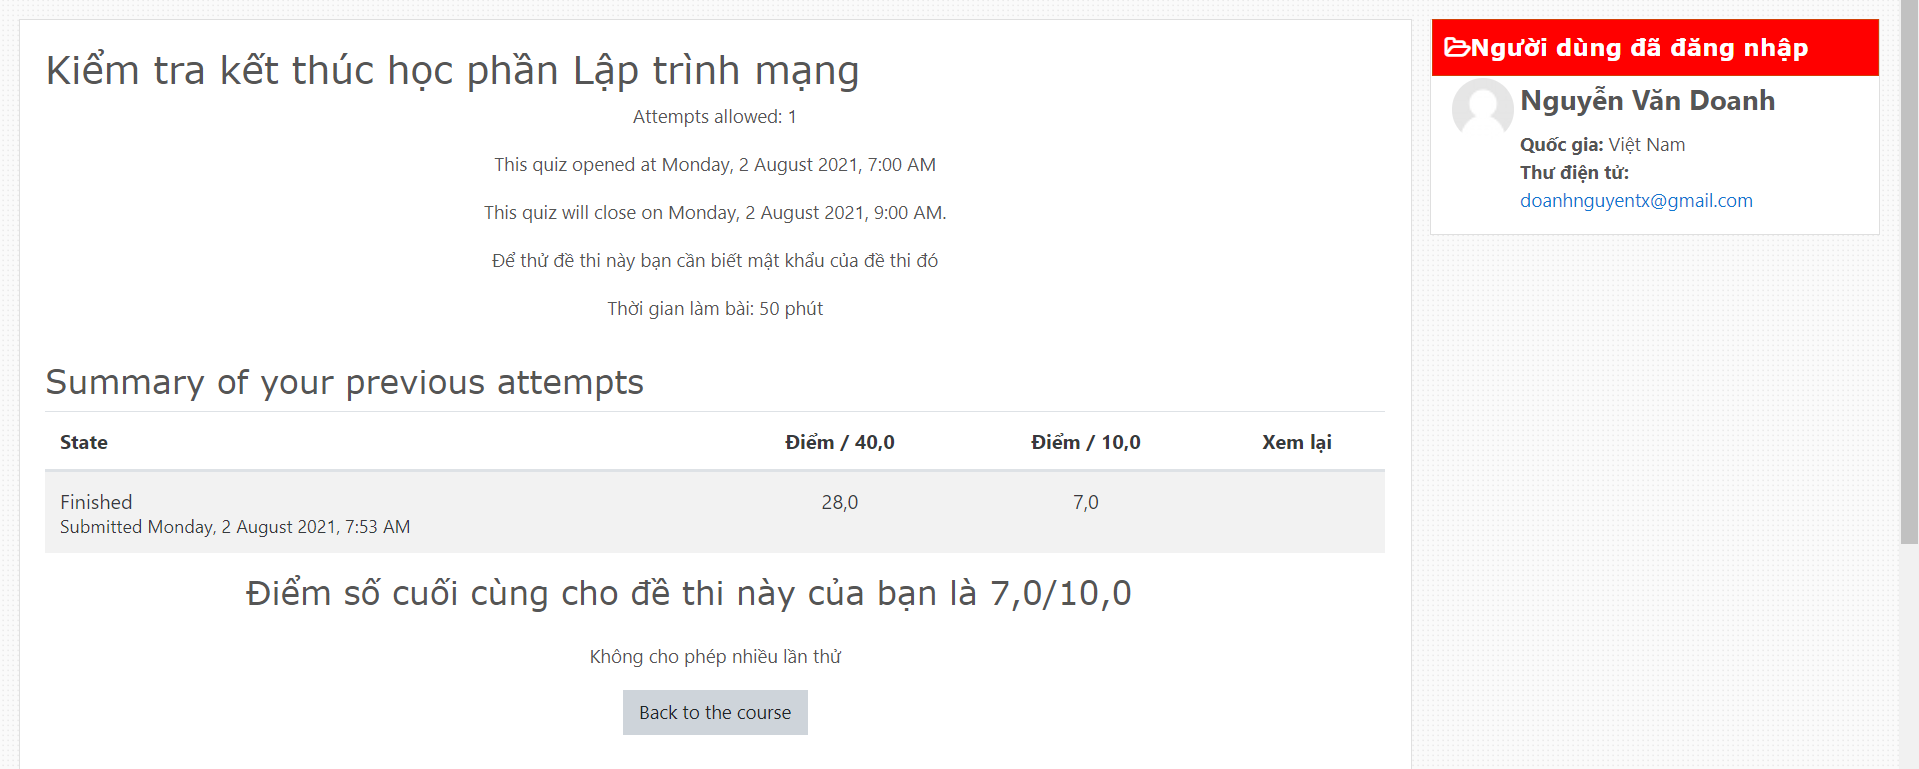 Kiểm tra kết thúc học phần Lập trình mạng
Attempts allowed: 1
This quiz opened at Monday, 2 August 2021, 7:00 AM
This quiz will close on Monday, 2 August 2021, 9:00 AM.
Để thử đề thi này bạn cần biết mật khẩu của đề thi đó
Thời gian làm bài: 50 phút
Summary of your previous attempts
State Điểm / 40,0 Điểm / 10,0 Xem lại
Finished 28,0 7,0
Submitted Monday, 2 August 2021, 7:53 AM
Điểm số cuối cùng cho đề thi này của bạn là 7,0/10,0
Không cho phép nhiều lần thử
Back to the course
Người dùng đã đăng nhập
Nguyễn Văn Doanh
Quốc gia: Việt Nam
Thư điện tử:
doanhnguyentx@gmail.com